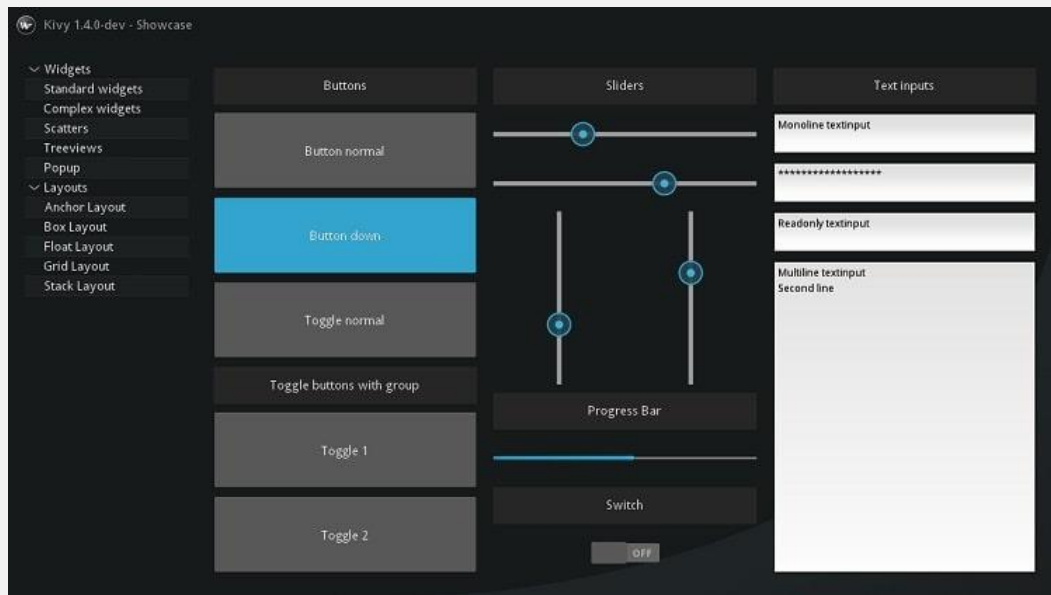 Kivy 1.4.0-dev - Showcase
Widgets
Standard widgets
Complex widgets
Scatters
Treeviews
Popup
Layouts
Anchor Layout
Box Layout
Float Layout
Grid Layout
Stack Layout
Buttons
Button normal
Button down
Toggle normal
Toggle buttons with group
Toggle 1
Toggle 2
Sliders
Progress Bar
Switch
OFF
Text inputs
Monoline textinput
******************
Readonly textinput
Multiline textinput
Second line